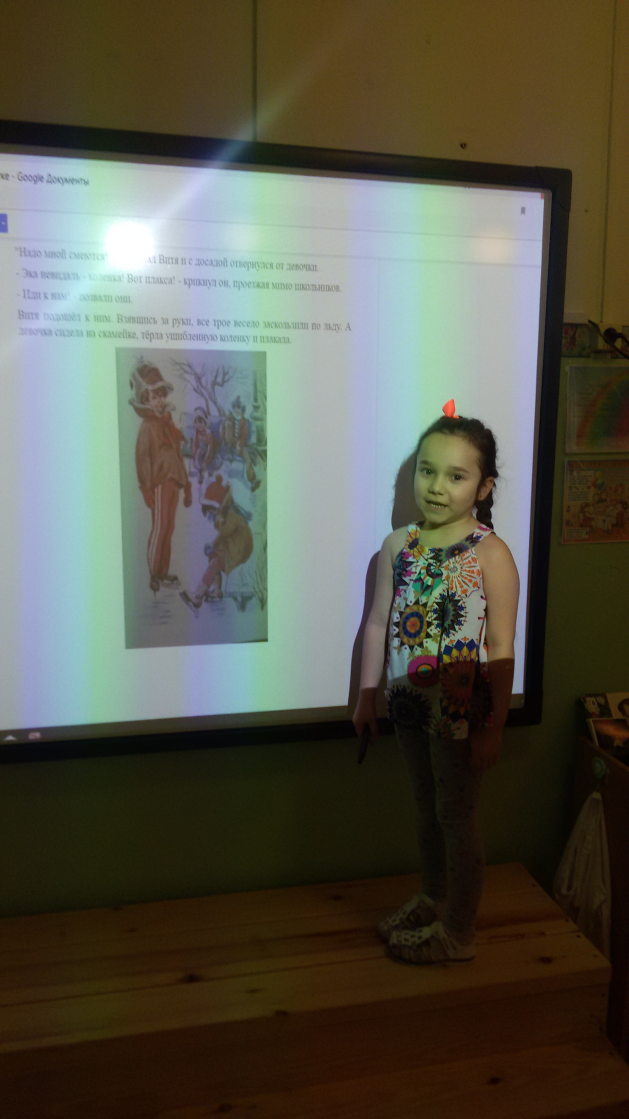 ке - Google Документы
"Надо мной смеются Витя и с досадой отвернулся от девочки.
- Эка невидаль - коленка! Вот плакса! - крикнул он, проезжая мимо школьников.
- Иди к нам! - позвали они.
Витя подошёл к ним. Взявшись за руки, все трое весело заскользили по льду. А
девочка сидела на скамейке, тёрла ушибленную коленку и плакала.